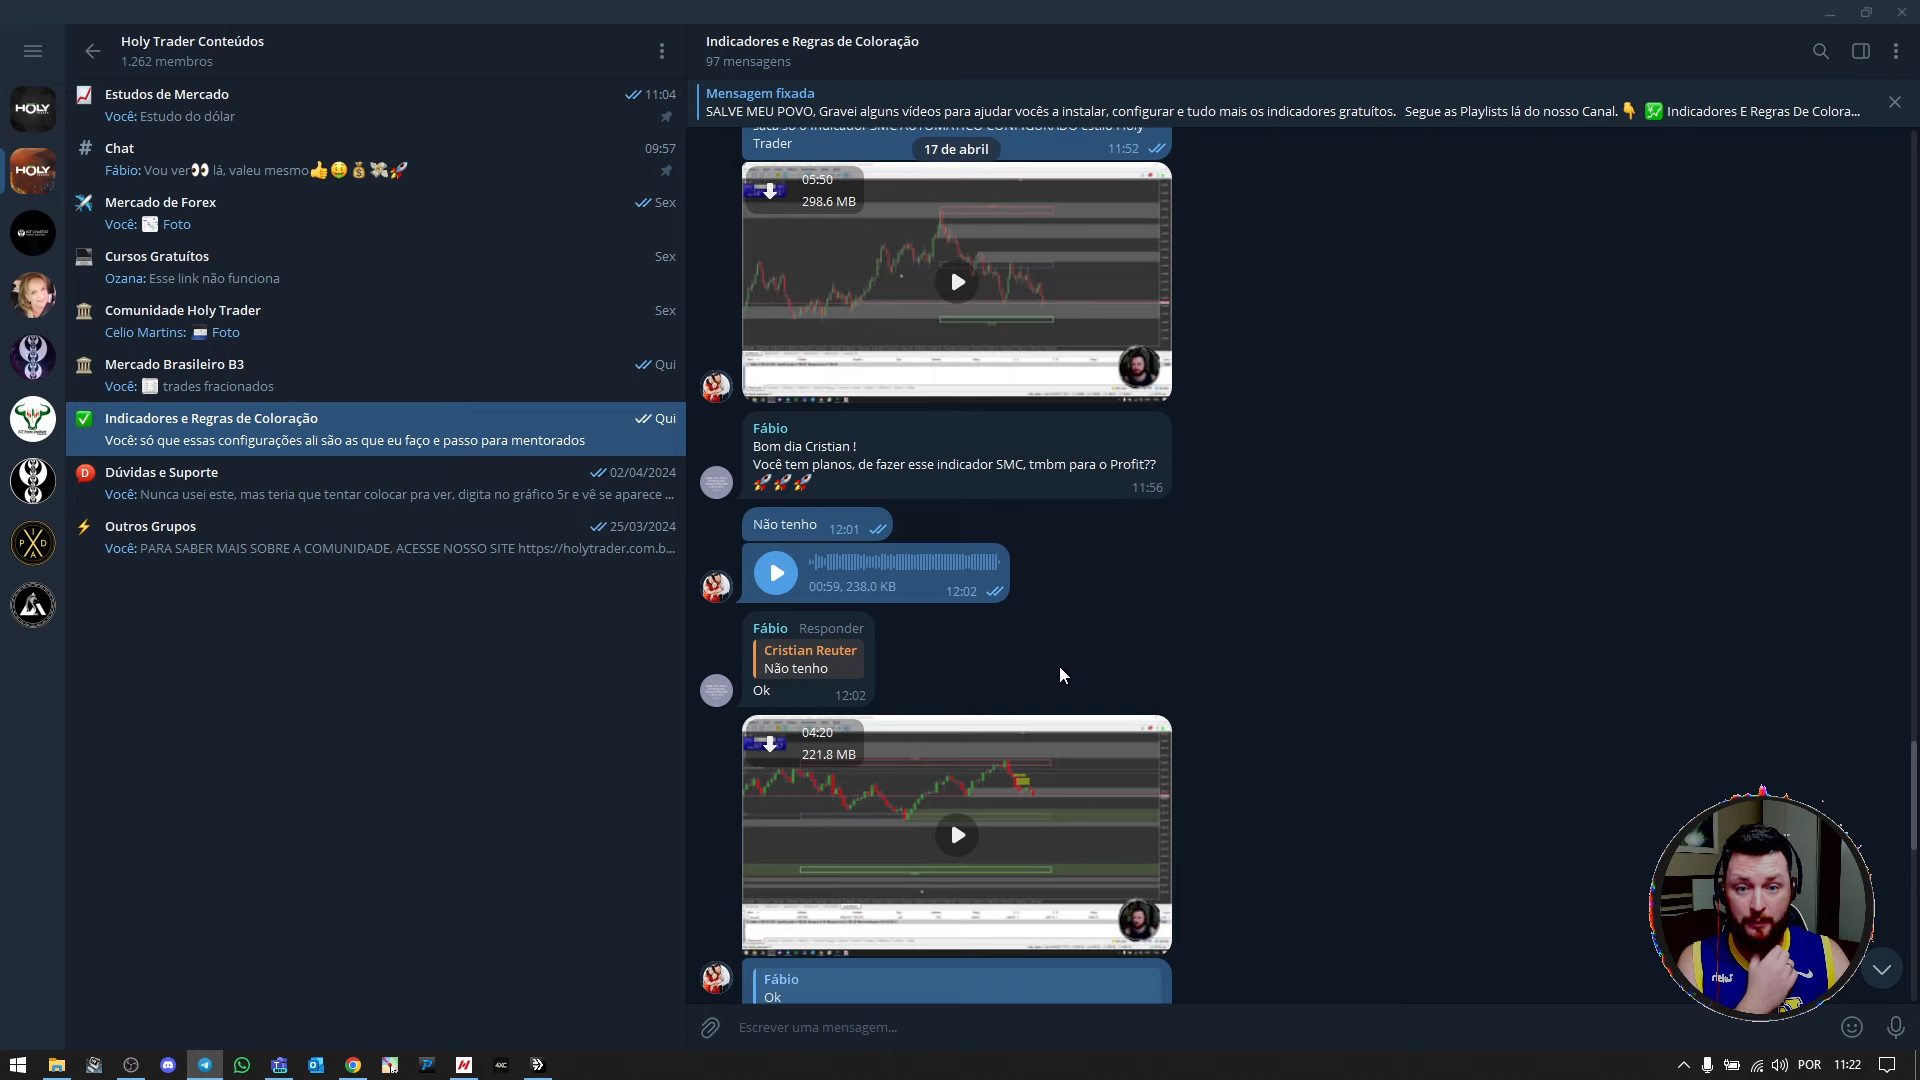 Holy Trader Conteúdos
1.262 membros
HOLY
Estudos de Mercado
11:04
Você: Estudo do dólar
Chat
09:57
Fábio: Vou ver👀 lá, valeu mesmo👍🤑💰💸🚀
HOLY
Mercado de Forex
Sex
Você: Foto
Cursos Gratuítos
Sex
Ozana: Esse link não funciona
Comunidade Holy Trader
Sex
Celio Martins: Foto
Mercado Brasileiro B3
Qui
Você: trades fracionados
Indicadores e Regras de Coloração
Qui
Você: só que essas configurações ali são as que eu faço e passo para mentorados
D
Dúvidas e Suporte
02/04/2024
Você: Nunca usei este, mas teria que tentar colocar pra ver, digita no gráfico 5r e vê se aparece ...
Outros Grupos
25/03/2024
Você: PARA SABER MAIS SOBRE A COMUNIDADE, ACESSE NOSSO SITE https://holytrader.com.b...
Indicadores e Regras de Coloração
97 mensagens
Mensagem fixada
SALVE MEU POVO, Gravei alguns vídeos para ajudar vocês a instalar, configurar e tudo mais os indicadores gratuítos. Segue as Playlists lá do nosso Canal.👇 💹 Indicadores E Regras De Colora...
saca só o Indicador SMC AUTOMÁTICO CONFIGURADO estilo Holy
Trader
11:52
17 de abril
05:50
298.6 MB
Fábio
Bom dia Cristian !
Você tem planos, de fazer esse indicador SMC, tmbm para o Profit??
🚀🚀🚀
11:56
Não tenho
12:01
00:59, 238.0 KB
12:02
Fábio Responder
Cristian Reuter
Não tenho
Ok
12:02
04:20
221.8 MB
Fábio
Ok
Escrever uma mensagem...
POR
11:22